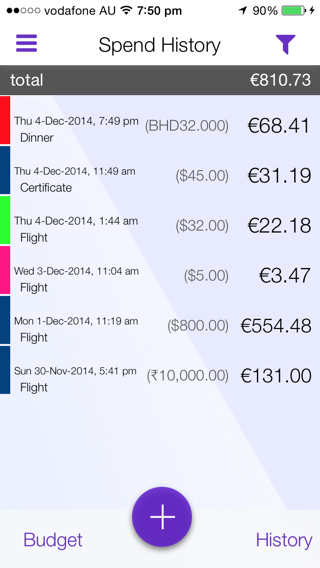 vodafone AU 7:50 pm 90%
Spend History
total €810.73
Thu 4-Dec-2014, 7:49 pm (BHD32.000) €68.41
Dinner
Thu 4-Dec-2014, 11:49 am ($45.00) €31.19
Certificate
Thu 4-Dec-2014, 1:44 am ($32.00) €22.18
Flight
Wed 3-Dec-2014, 11:04 am ($5.00) €3.47
Flight
Mon 1-Dec-2014, 11:19 am ($800.00) €554.48
Flight
Sun 30-Nov-2014, 5:41 pm (₹10,000.00) €131.00
Flight
Budget History